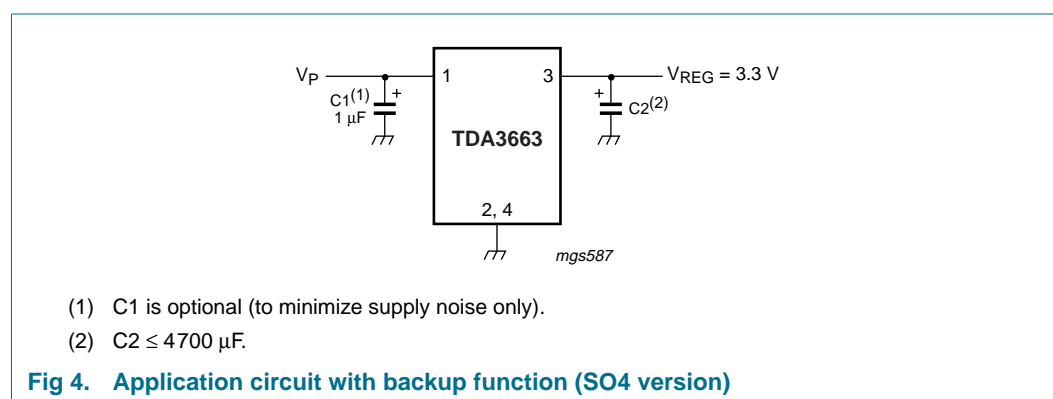 VP
1
3
VREG = 3.3 V
C1(1)
+
1 μF
+
C2(2)
TDA3663
2, 4
mgs587
(1) C1 is optional (to minimize supply noise only).
(2) C2 ≤ 4700 μF.
Fig 4. Application circuit with backup function (SO4 version)